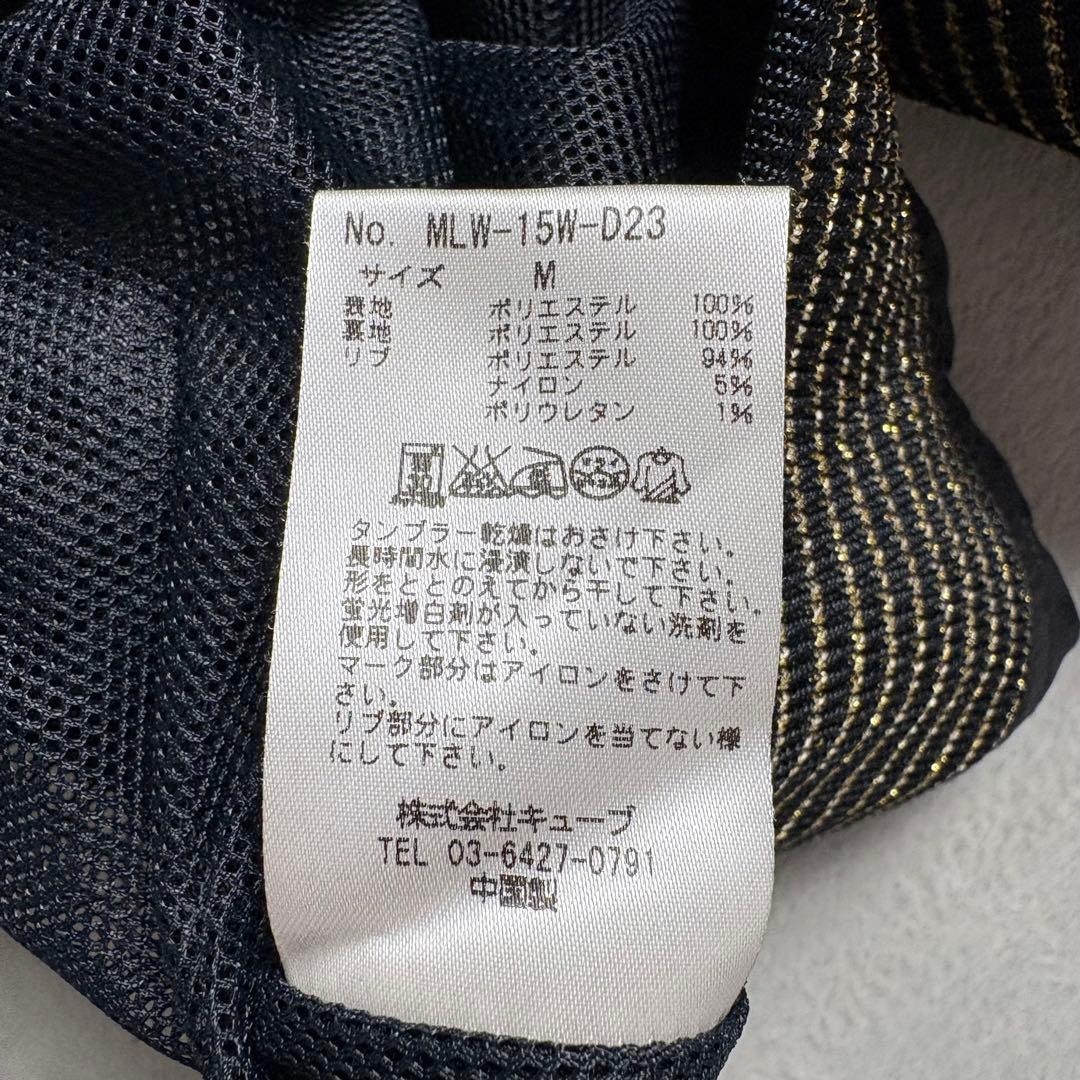 No. MLW-15W-D23
サイズ M
表地 ポリエステル 100%
裏地 ポリエステル 100%
リブ ポリエステル 94%
ナイロン 5%
ポリウレタン 1%
タンブラー乾燥はおさけ下さい。
長時間水に浸漬しないで下さい。
形をととのえてから干して下さい。
蛍光増白剤が入っていない洗剤を
使用して下さい。
マーク部分はアイロンをさけて下
さい。
リブ部分にアイロンを当てない様
にして下さい。
株式会社キューブ
TEL 03-6427-0791
中国製